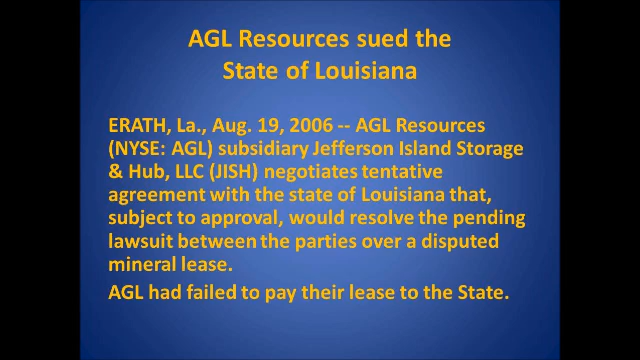 AGL Resources sued the
State of Louisiana
ERATH, La., Aug. 19, 2006 -- AGL Resources
(NYSE: AGL) subsidiary Jefferson Island Storage
& Hub, LLC (JISH) negotiates tentative
agreement with the state of Louisiana that,
subject to approval, would resolve the pending
lawsuit between the parties over a disputed
mineral lease.
AGL had failed to pay their lease to the State.